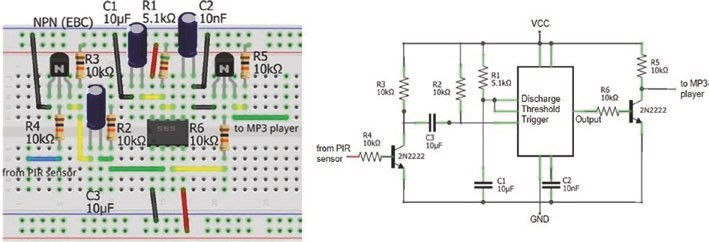 NPN (EBC)
C1
10µF
R1
5.1kΩ
C2
10nF
R3
10kΩ
R5
10kΩ
N
N
R4
10kΩ
R2
10kΩ
555
R6
10kΩ
to MP3 player
from PIR sensor
C3
10µF
VCC
R3
10kΩ
R2
10kΩ
R1
5.1kΩ
R5
10kΩ
to MP3
player
Discharge
Threshold
Trigger
R6
10kΩ
Output
2N2222
from PIR
sensor
R4
10kΩ
C3
10µF
2N2222
C1
10µF
C2
10nF
GND